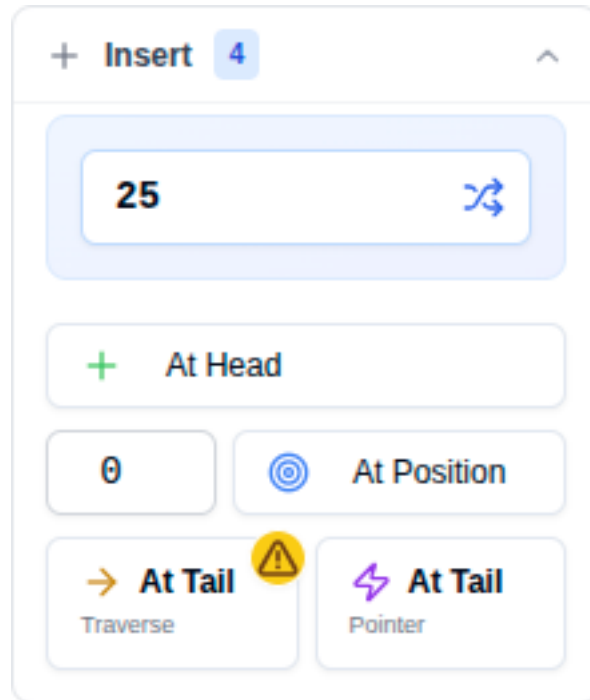 Insert 4
25
At Head
0 At Position
At Tail At Tail
Traverse Pointer